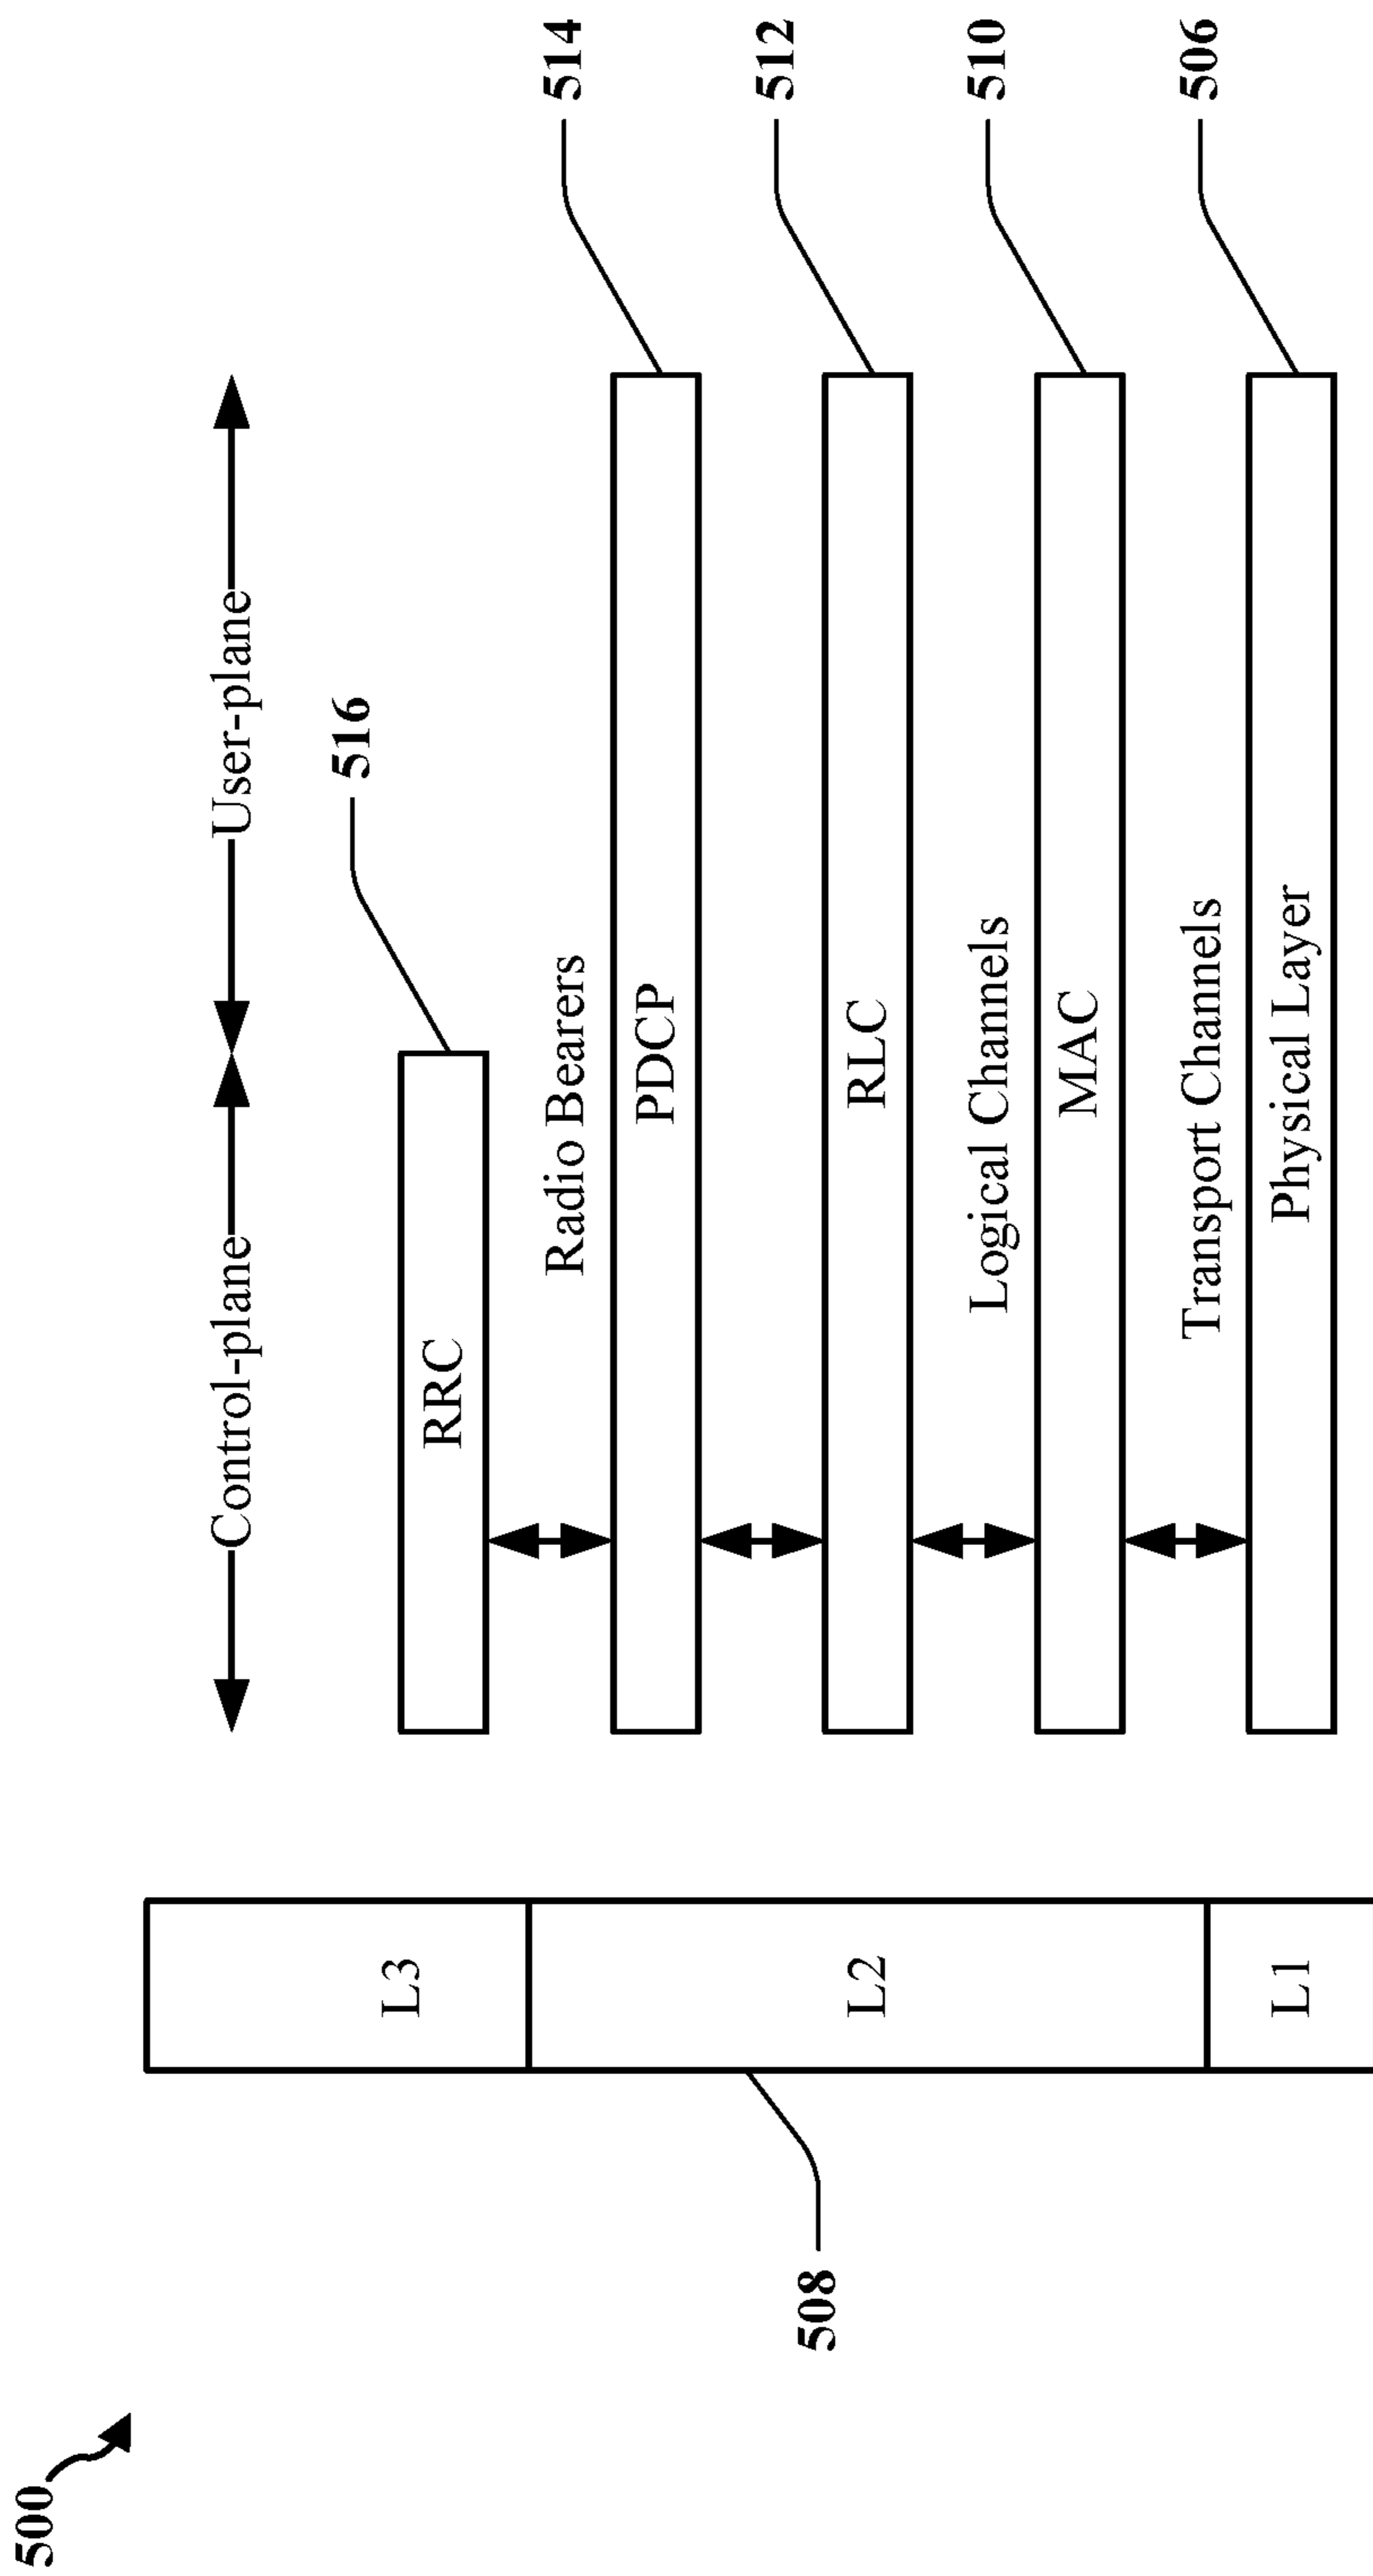 500
Control-plane
User-plane
516
RRC
514
Radio Bearers
PDCP
512
RLC
510
Logical Channels
MAC
506
Transport Channels
Physical Layer
L3
L2
L1
508